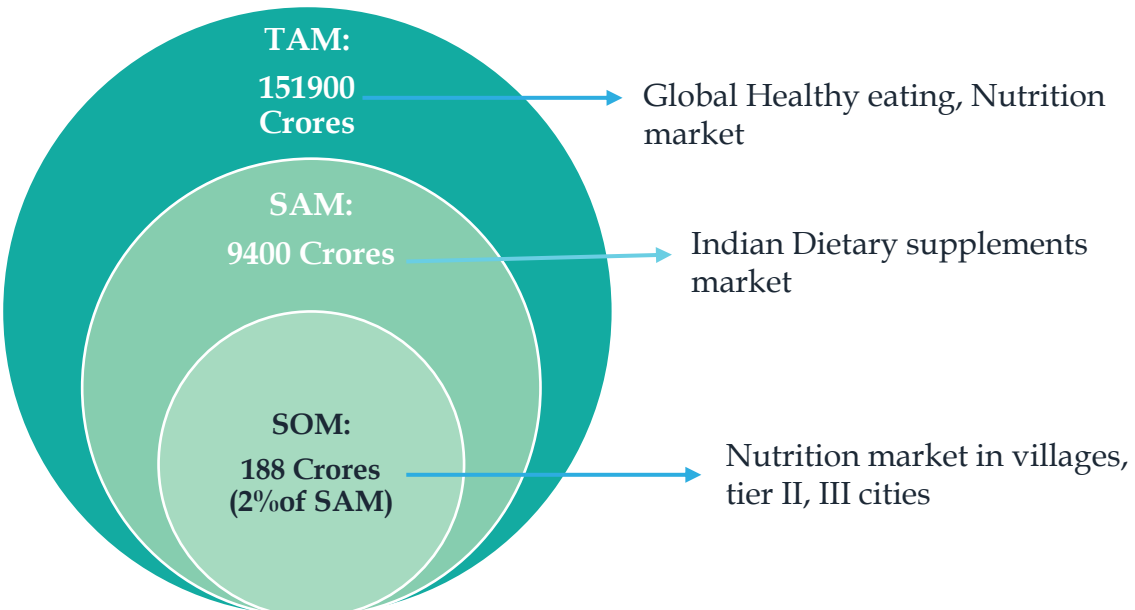 TAM:
151900
Crores
Global Healthy eating, Nutrition
market
SAM:
9400 Crores
Indian Dietary supplements
market
SOM:
188 Crores
(2%of SAM)
Nutrition market in villages,
tier II, III cities